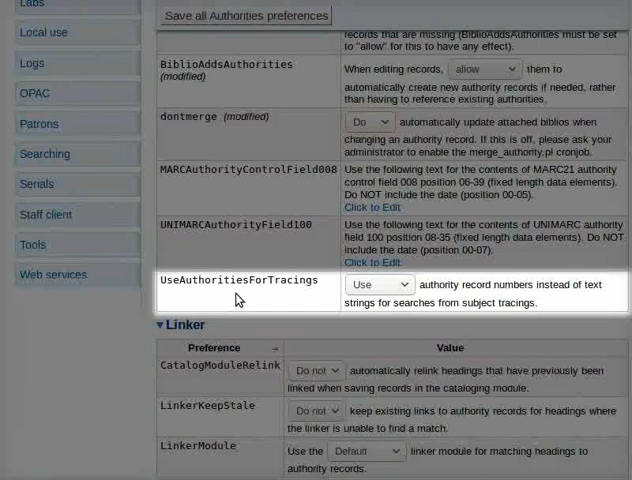 Labs
Save all Authorities preferences
Local use
Logs
OPAC
Patrons
Searching
Serials
Staff client
Tools
Web services
records that are missing (BiblioAddsAuthorities must be set
to "allow" for this to have any effect).
BiblioAddsAuthorities
(modified)
When editing records, allow them to
automatically create new authority records if needed, rather
than having to reference existing authorities.
dontmerge (modified)
Do automatically update attached biblios when
changing an authority record. If this is off, please ask your
administrator to enable the merge_authority.pl cronjob.
MARCAuthorityControlField008
Use the following text for the contents of MARC21 authority
control field 008 position 06-39 (fixed length data elements).
Do NOT include the date (position 00-05).
Click to Edit
UNIMARCAuthorityField100
Use the following text for the contents of UNIMARC authority
field 100 position 08-35 (fixed length data elements). Do NOT
include the date (position 00-07).
Click to Edit
UseAuthoritiesForTracings
Use authority record numbers instead of text
strings for searches from subject tracings.
Linker
Preference Value
CatalogModuleRelink
Do not automatically relink headings that have previously been
linked when saving records in the cataloging module.
LinkerKeepStale
Do not keep existing links to authority records for headings where
the linker is unable to find a match.
LinkerModule
Use the Default linker module for matching headings to
authority records.